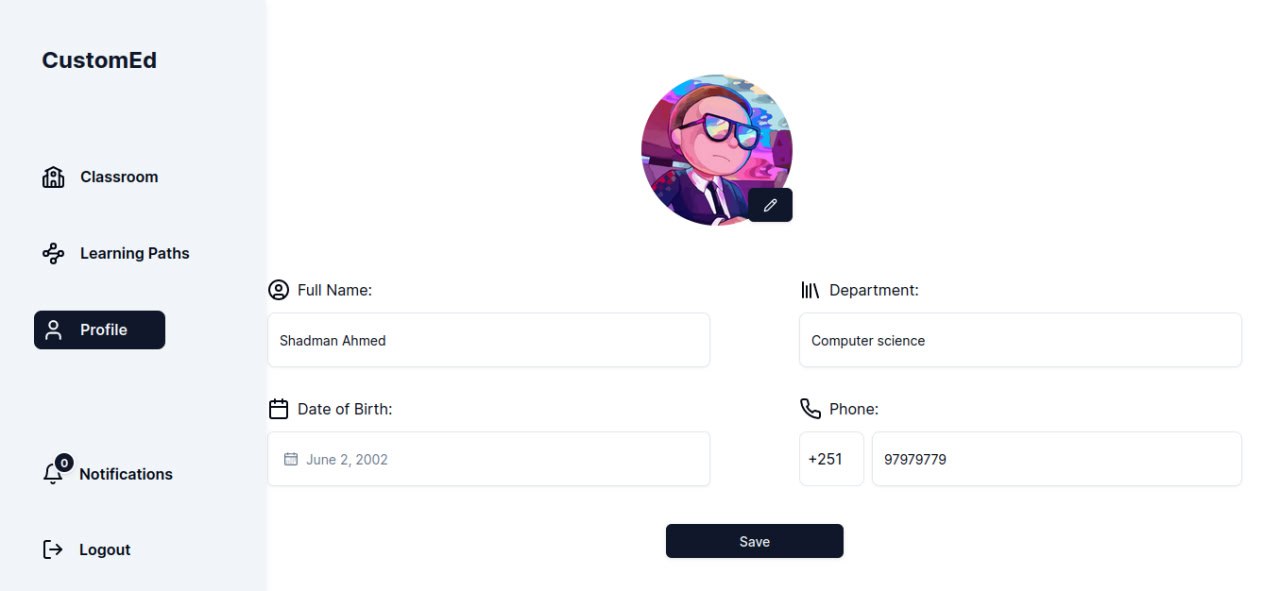 CustomEd
Classroom
Learning Paths
Profile
0
Notifications
Logout
Full Name:
Shadman Ahmed
Department:
Computer science
Date of Birth:
June 2, 2002
Phone:
+251 97979779
Save